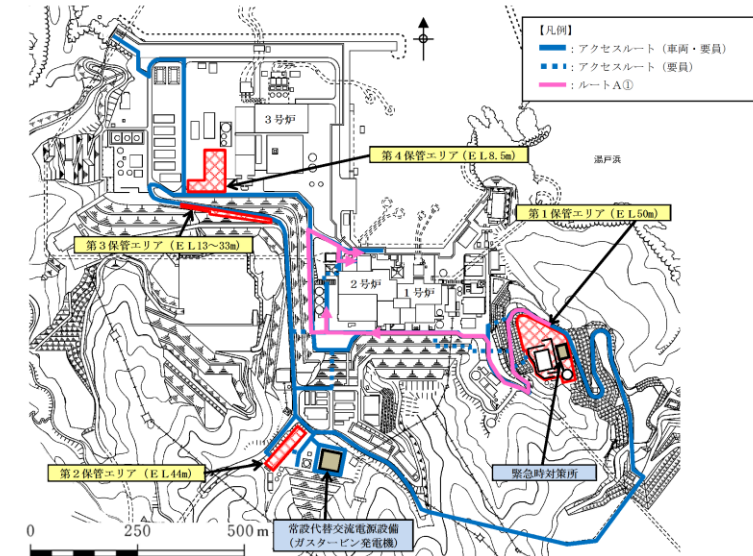 【凡例】
：アクセスルート（車両・要員）
：アクセスルート（要員）
：ルートA①
3号炉
第4保管エリア（EL8.5m）
湯戸浜
第1保管エリア（EL50m）
第3保管エリア（EL13～33m）
2号炉
1号炉
第2保管エリア（EL44m）
緊急時対策所
常設代替交流電源設備
（ガスタービン発電機）
0 250 500m